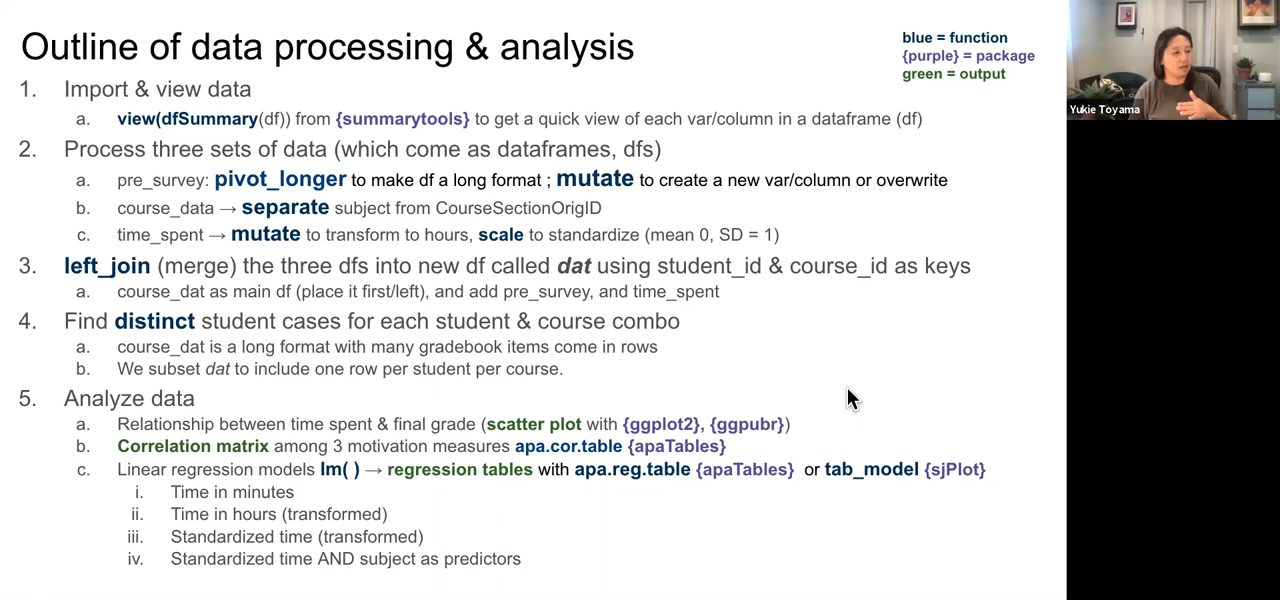 Outline of data processing & analysis
blue = function
{purple} = package
green = output
Yukie Toyama
1. Import & view data
a. view(dfSummary(df)) from {summarytools} to get a quick view of each var/column in a dataframe (df)
2. Process three sets of data (which come as dataframes, dfs)
a. pre_survey: pivot_longer to make df a long format ; mutate to create a new var/column or overwrite
b. course_data → separate subject from CourseSectionOrigID
c. time_spent → mutate to transform to hours, scale to standardize (mean 0, SD = 1)
3. left_join (merge) the three dfs into new df called dat using student_id & course_id as keys
a. course_dat as main df (place it first/left), and add pre_survey, and time_spent
4. Find distinct student cases for each student & course combo
a. course_dat is a long format with many gradebook items come in rows
b. We subset dat to include one row per student per course.
5. Analyze data
a. Relationship between time spent & final grade (scatter plot with {ggplot2}, {ggpubr})
b. Correlation matrix among 3 motivation measures apa.cor.table {apaTables}
c. Linear regression models lm( ) → regression tables with apa.reg.table {apaTables} or tab_model {sjPlot}
i. Time in minutes
ii. Time in hours (transformed)
iii. Standardized time (transformed)
iv. Standardized time AND subject as predictors